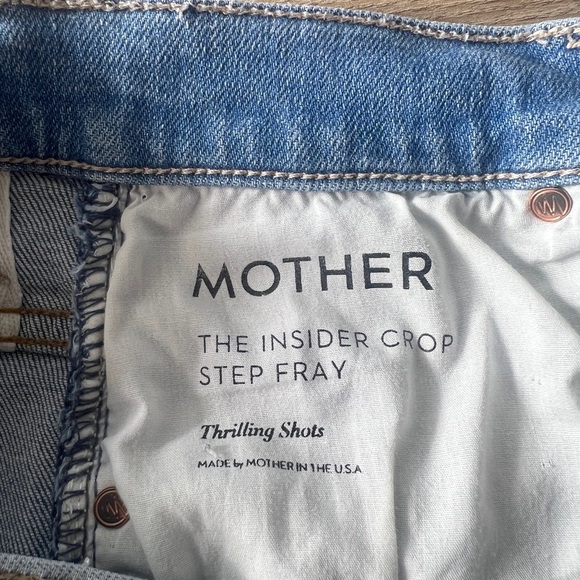 MOTHER
THE INSIDER CROP
STEP FRAY
Thrilling Shots
MADE by MOTHER IN THE U.S.A